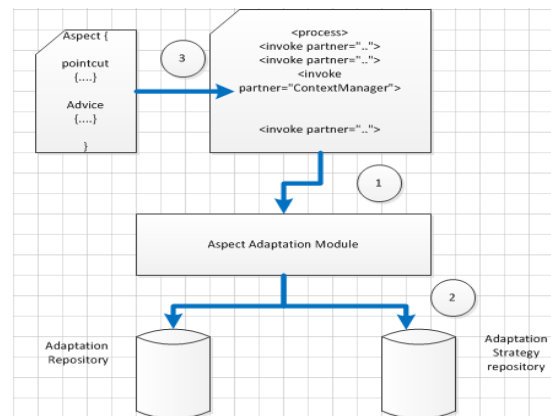 Aspect {
pointcut
{....}
Advice
{....}
}
3
<process>
<invoke partner="..">
<invoke partner="..">
<invoke
partner="ContextManager">
<invoke partner="..">
1
Aspect Adaptation Module
2
Adaptation
Repository
Adaptation
Strategy
repository